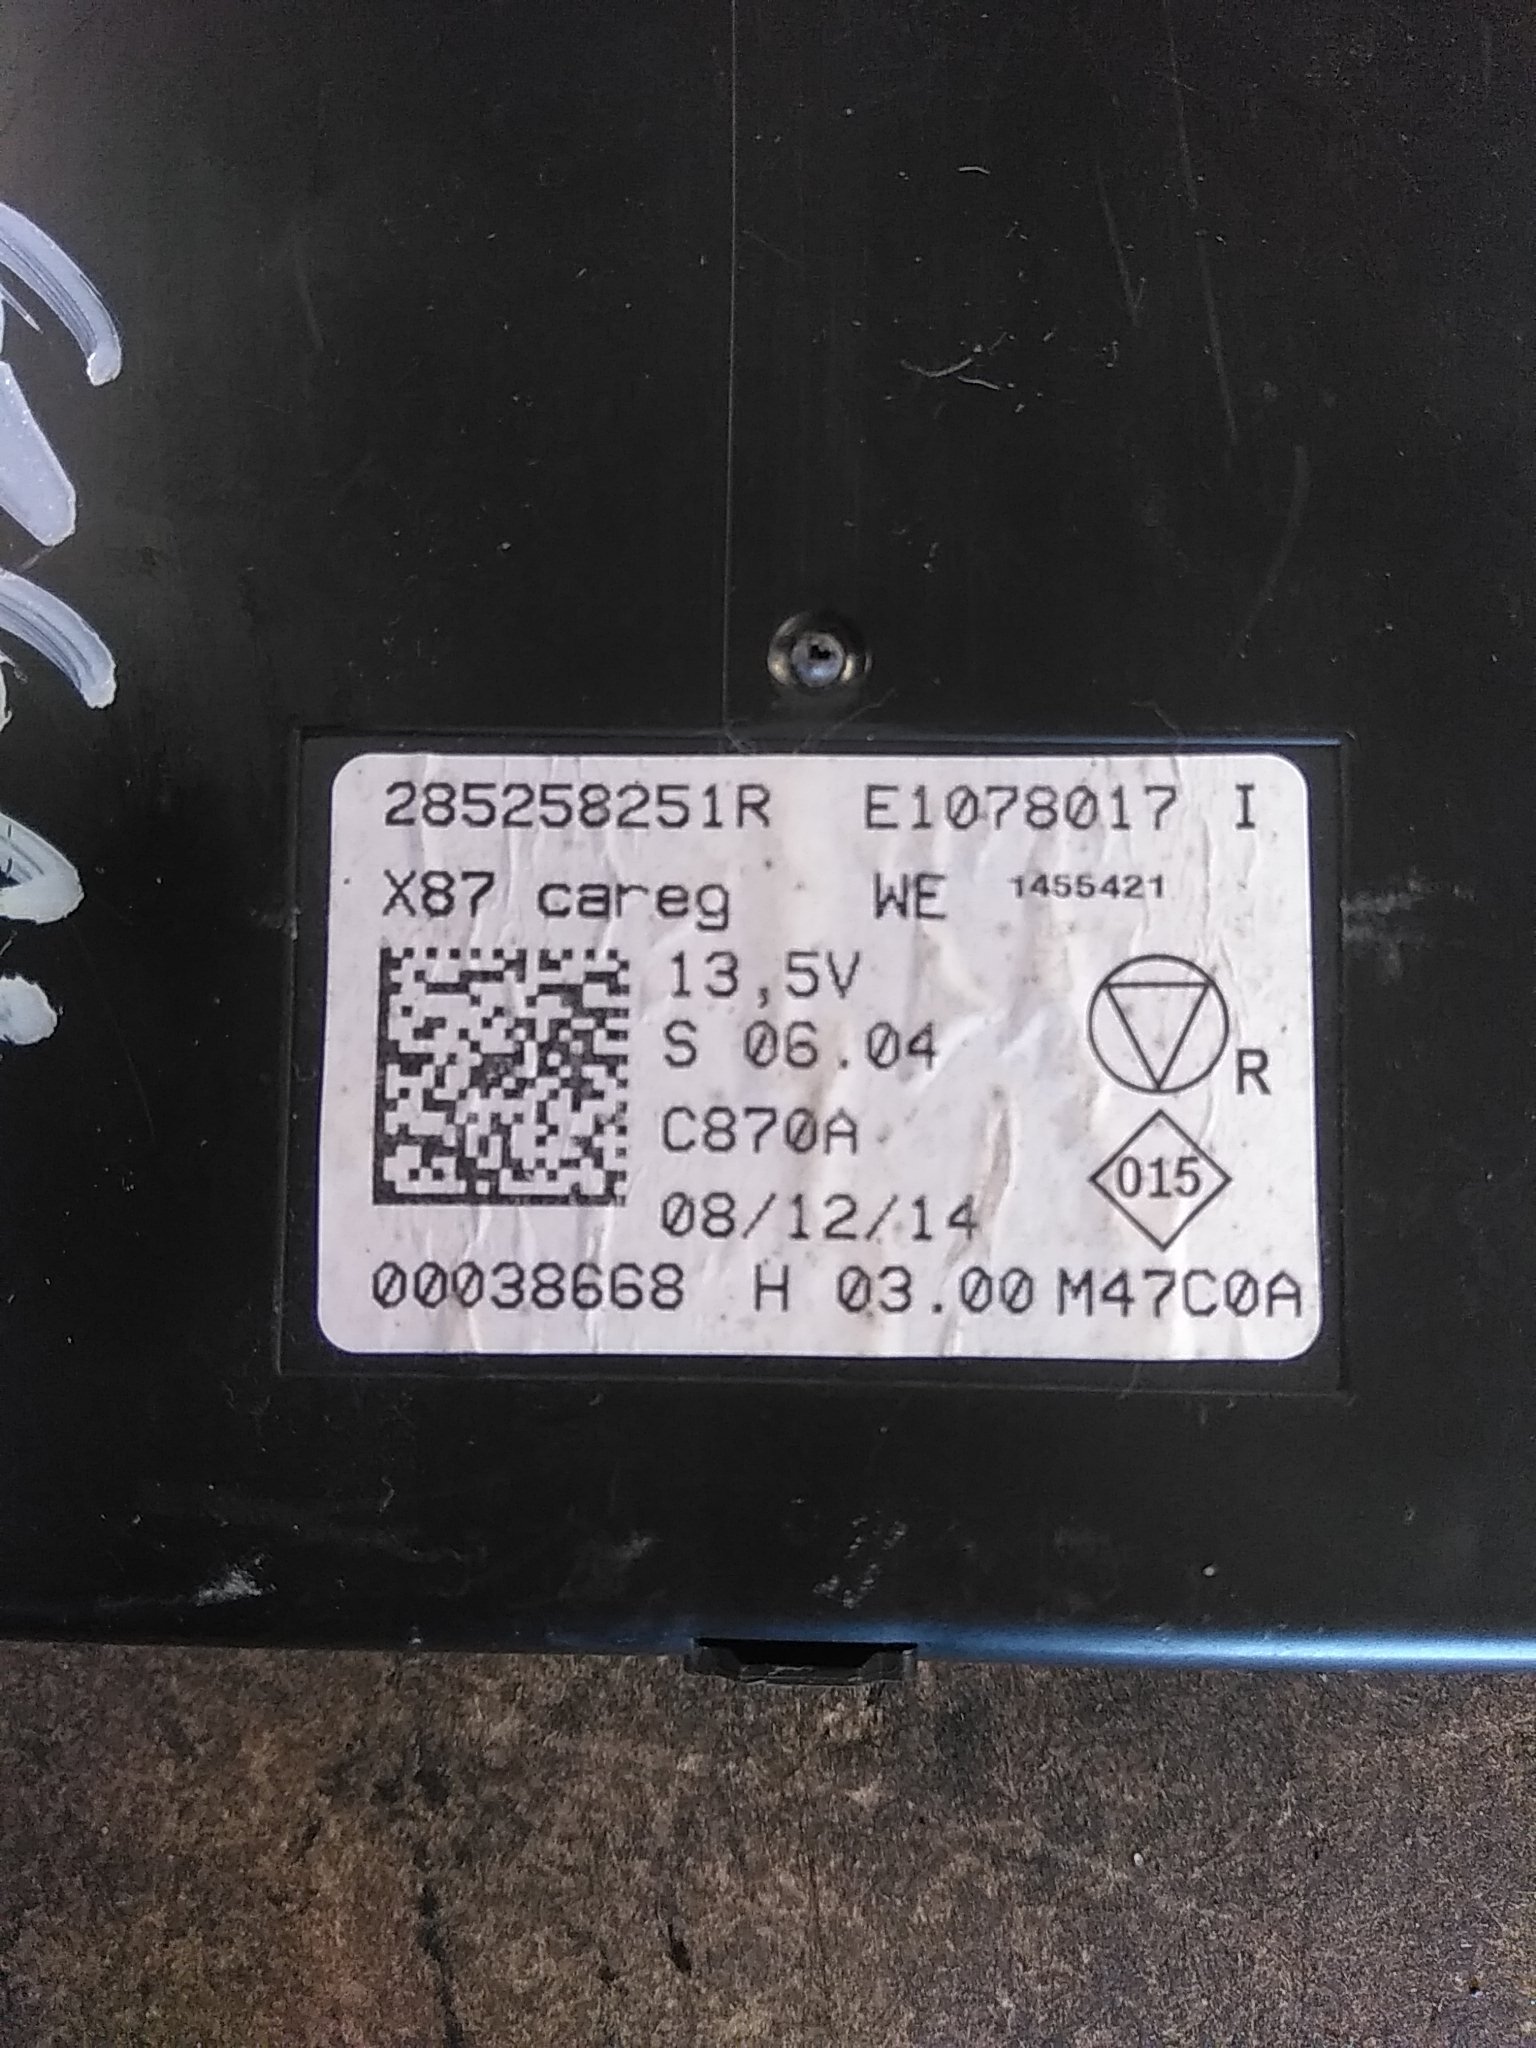 285258251R E1078017 I
X87 careg WE 1455421
13,5V
S 06.04
R
C870A
015
08/12/14
00038668 H 03.00 M47C0A